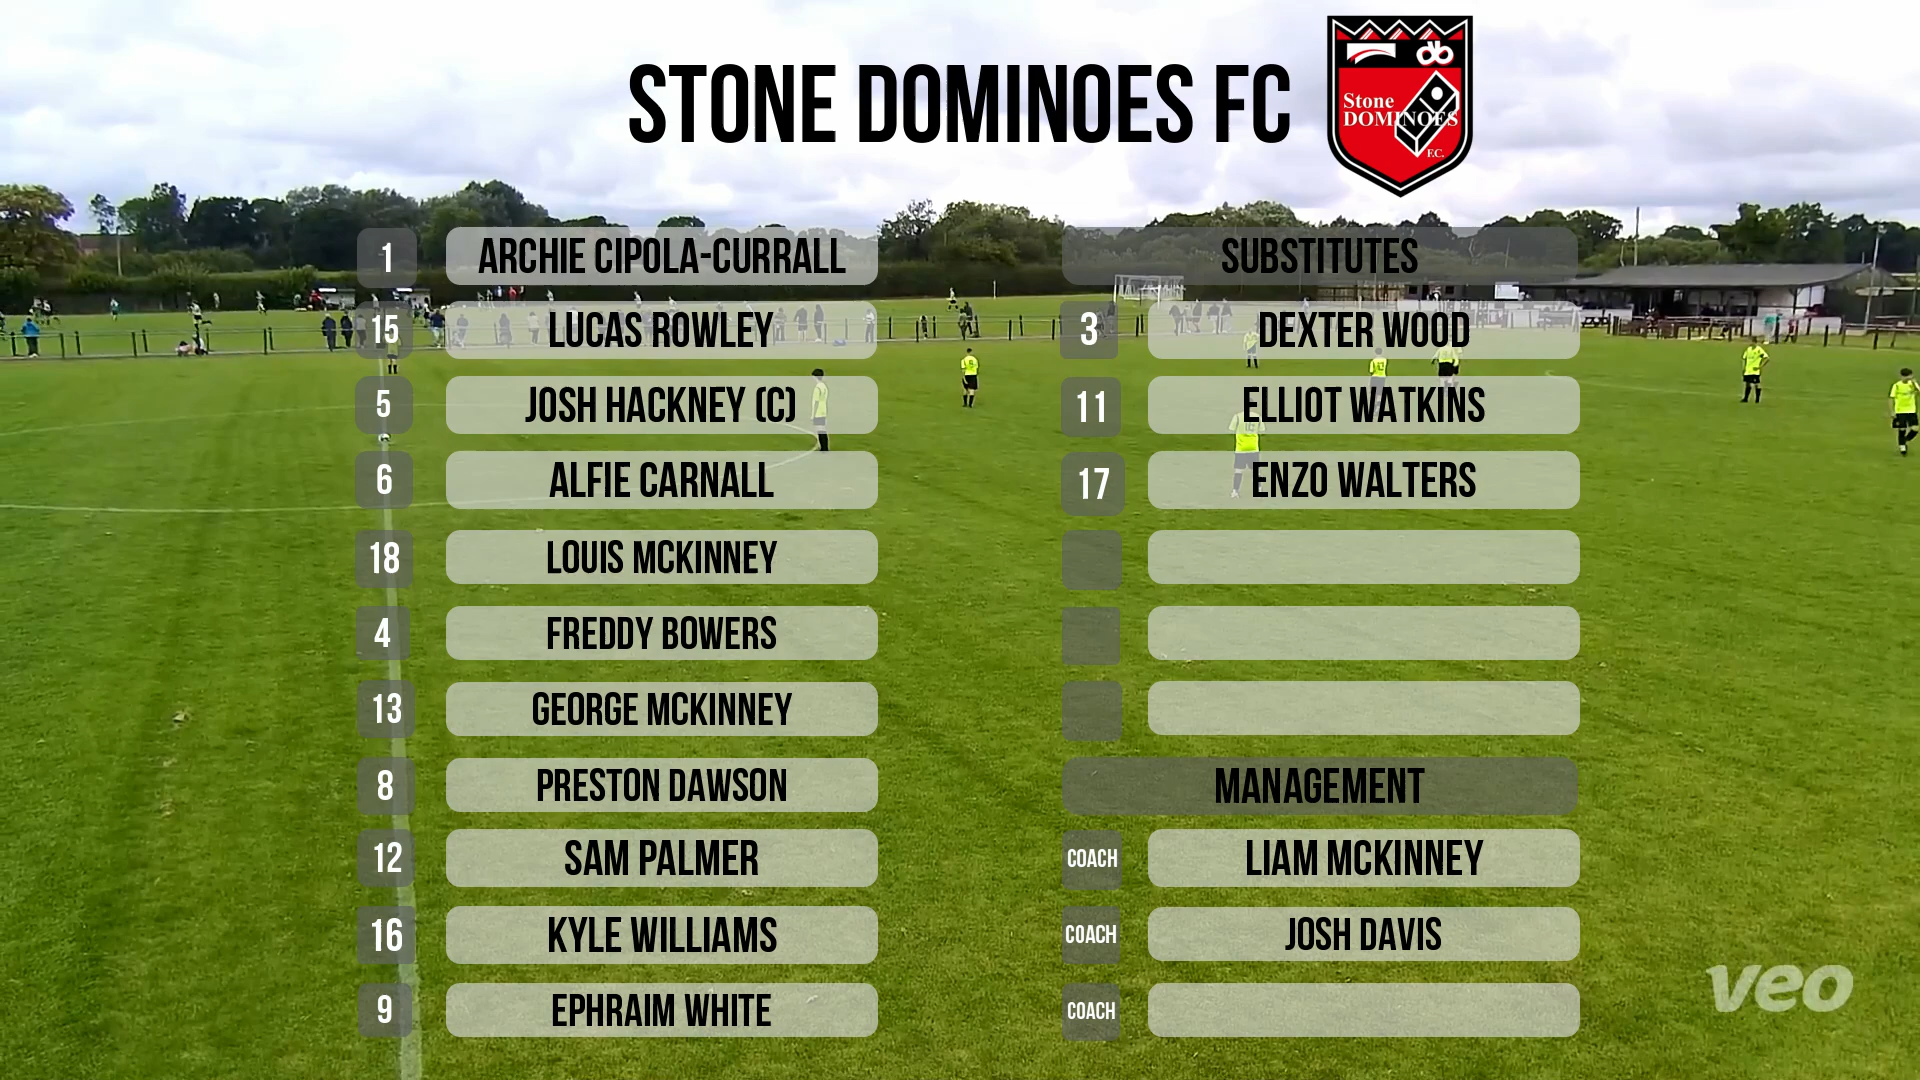 STONE DOMINOES FC
Stone
DOMINOES
F.C.
1 ARCHIE CIPOLA-CURRALL
15 LUCAS ROWLEY
5 JOSH HACKNEY (C)
6 ALFIE CARNALL
18 LOUIS MCKINNEY
4 FREDDY BOWERS
13 GEORGE MCKINNEY
8 PRESTON DAWSON
12 SAM PALMER
16 KYLE WILLIAMS
9 EPHRAIM WHITE
SUBSTITUTES
3 DEXTER WOOD
11 ELLIOT WATKINS
17 ENZO WALTERS
MANAGEMENT
COACH LIAM MCKINNEY
COACH JOSH DAVIS
COACH
veo